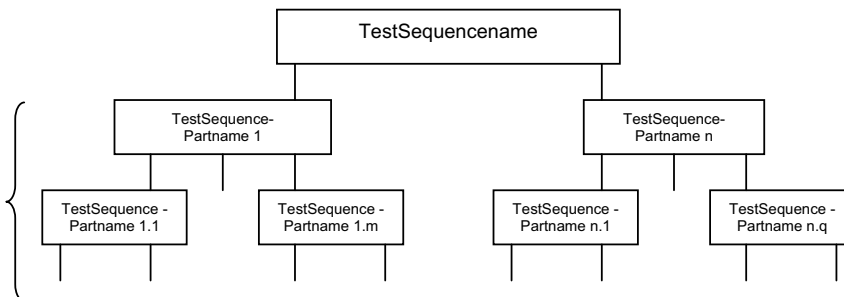 TestSequencename
TestSequence-
Partname 1
TestSequence-
Partname n
TestSequence -
Partname 1.1
TestSequence -
Partname 1.m
TestSequence -
Partname n.1
TestSequence -
Partname n.q